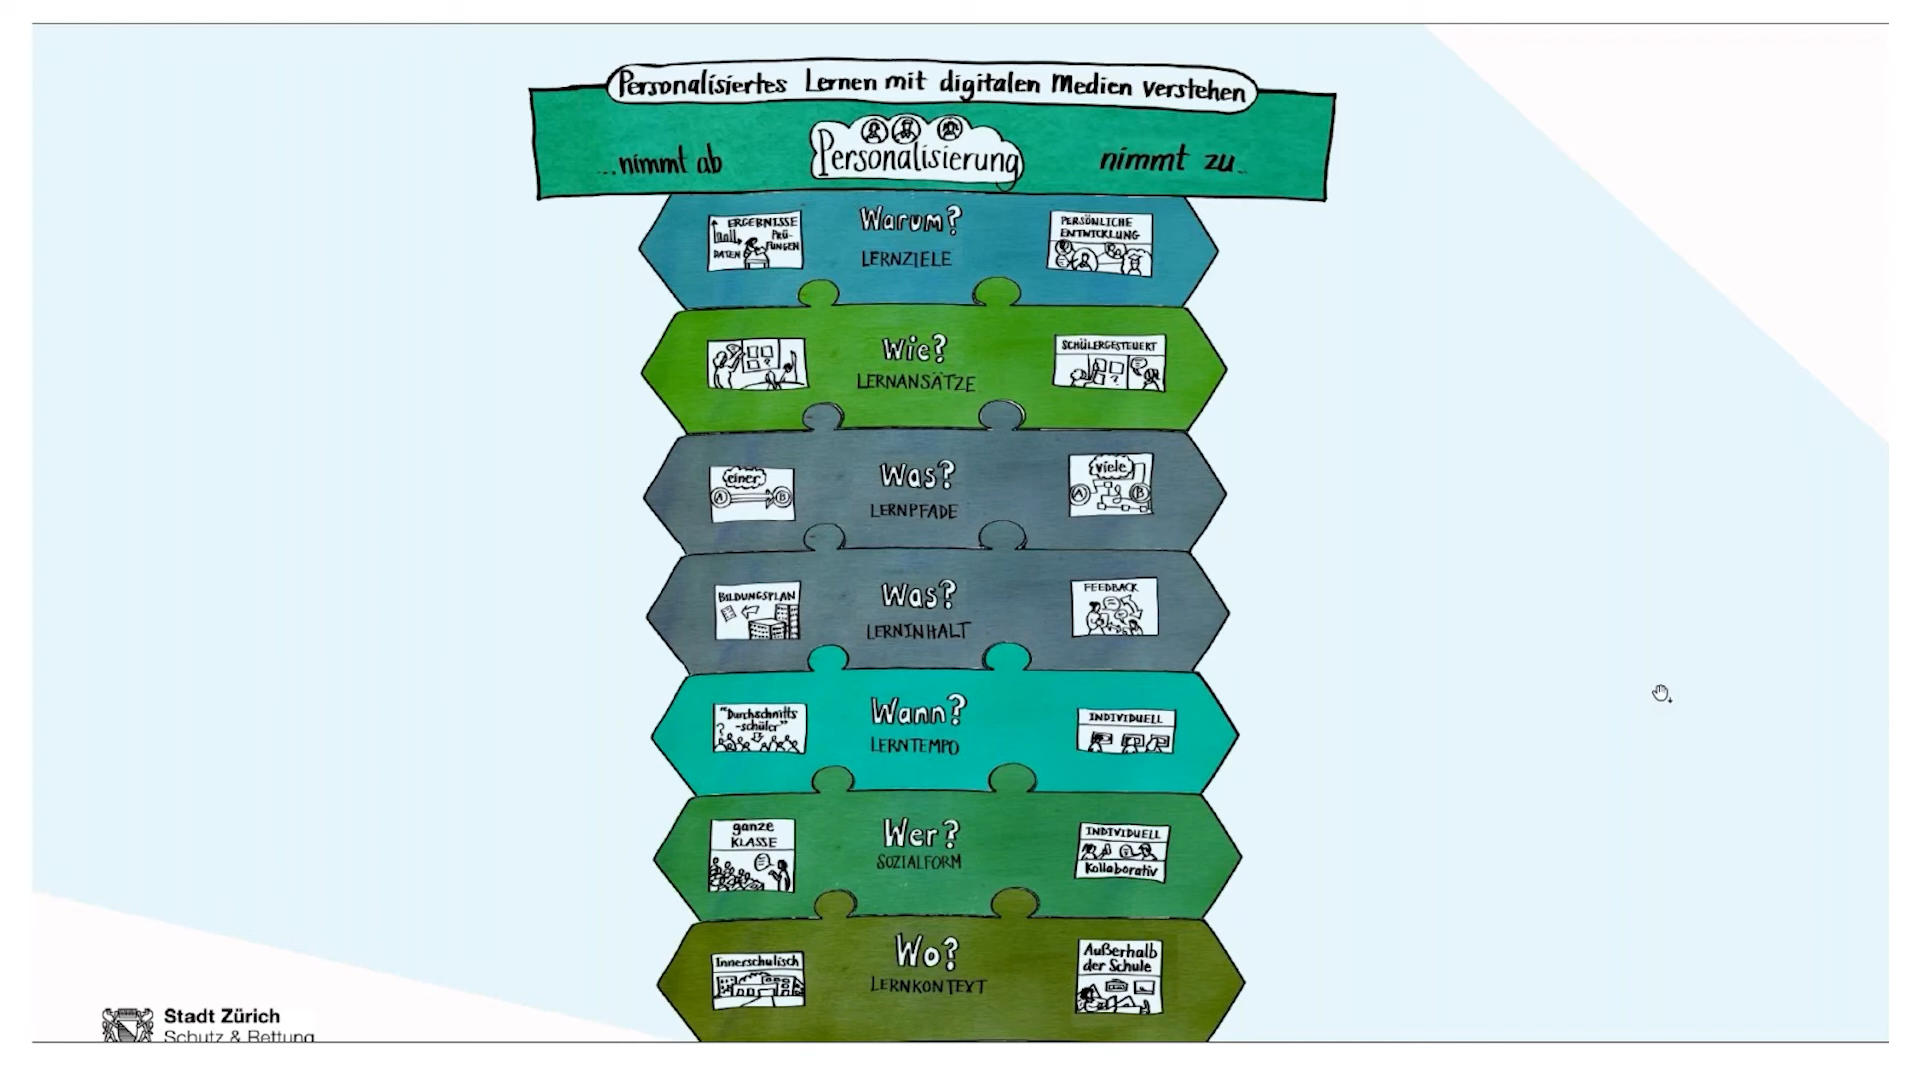 Personalisiertes Lernen mit digitalen Medien verstehen
...nimmt ab
Personalisierung
nimmt zu...
ERGEBNISSE
PRÜ-
FUNGEN
DATEN
Warum?
LERNZIELE
PERSÖNLICHE
ENTWICKLUNG
Wie?
LERNANSÄTZE
SCHÜLERGESTEUERT
einer
A
B
Was?
LERNPFADE
viele
A
B
BILDUNGSPLAN
Was?
LERNINHALT
FEEDBACK
"Durchschnitts
-schüler"
?
Wann?
LERNTEMPO
INDIVIDUELL
ganze
KLASSE
Wer?
SOZIALFORM
INDIVIDUELL
Kollaborativ
Innerschulisch
Wo?
LERNKONTEXT
Außerhalb
der Schule
Stadt Zürich
Schutz & Rettung